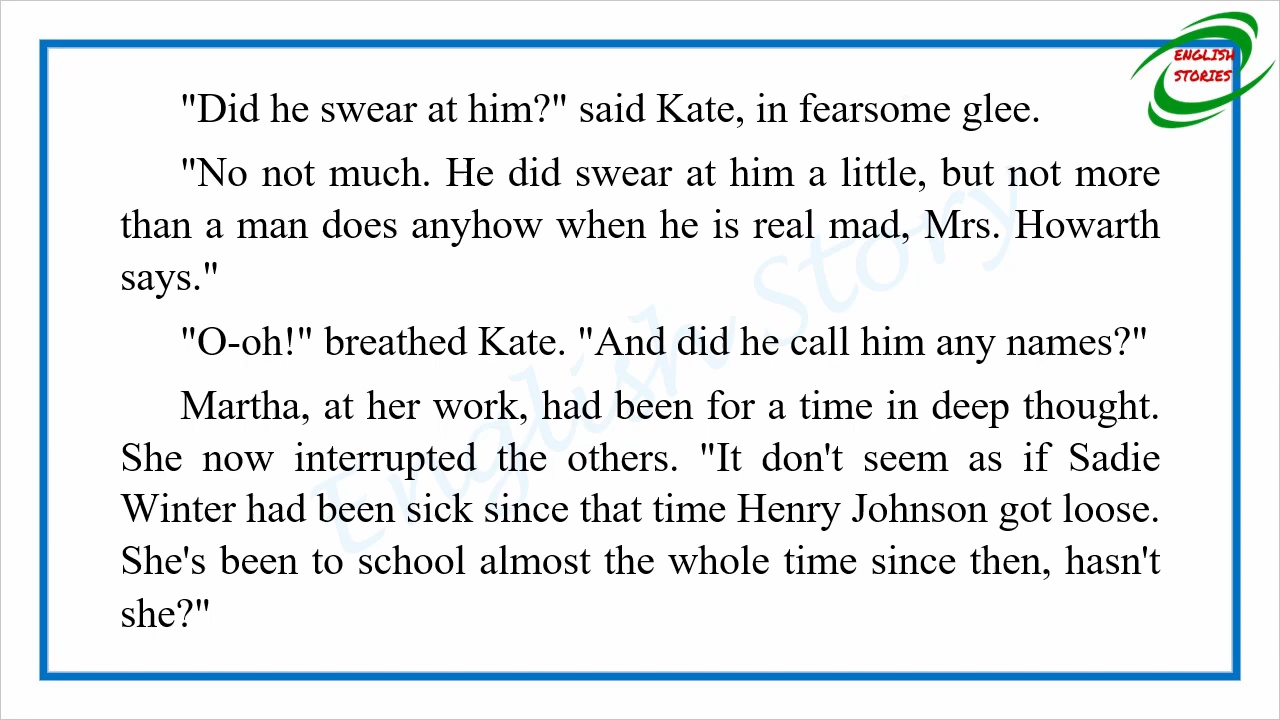 ENGLISH
STORIES
"Did he swear at him?" said Kate, in fearsome glee.
"No not much. He did swear at him a little, but not more
than a man does anyhow when he is real mad, Mrs. Howarth
says."
"O-oh!" breathed Kate. "And did he call him any names?"
Martha, at her work, had been for a time in deep thought.
She now interrupted the others. "It don't seem as if Sadie
Winter had been sick since that time Henry Johnson got loose.
She's been to school almost the whole time since then, hasn't
she?"
English Story